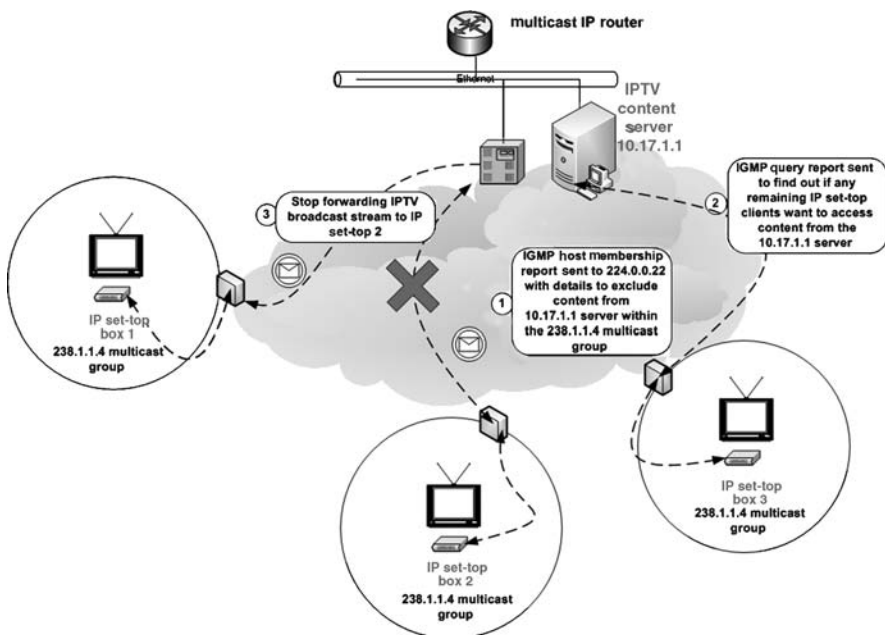 multicast IP router
Ethernet
IPTV
content
server
10.17.1.1
IGMP query report sent
to find out if any
remaining IP set-top
clients want to access
content from the
10.17.1.1 server
2
3
Stop forwarding IPTV
broadcast stream to IP
set-top 2
1
IGMP host membership
report sent to 224.0.0.22
with details to exclude
content from
10.17.1.1 server within
the 238.1.1.4 multicast
group
IP set-top
box 1
238.1.1.4 multicast
group
IP set-top
box 2
238.1.1.4 multicast
group
IP set-top
box 3
238.1.1.4 multicast
group